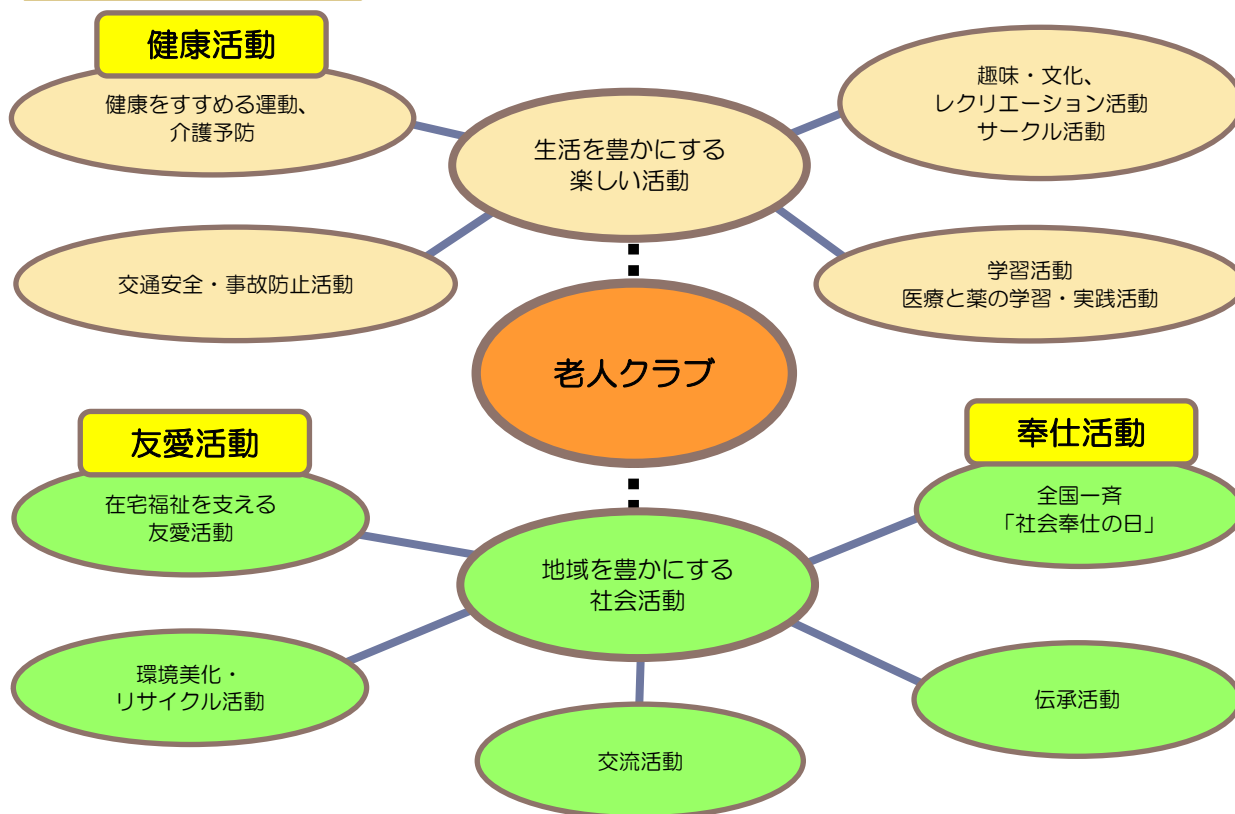 健康活動
健康をすすめる運動、
介護予防
趣味・文化、
レクリエーション活動
サークル活動
生活を豊かにする
楽しい活動
交通安全・事故防止活動
学習活動
医療と薬の学習・実践活動
老人クラブ
友愛活動
在宅福祉を支える
友愛活動
奉仕活動
全国一斉
「社会奉仕の日」
地域を豊かにする
社会活動
環境美化・
リサイクル活動
伝承活動
交流活動